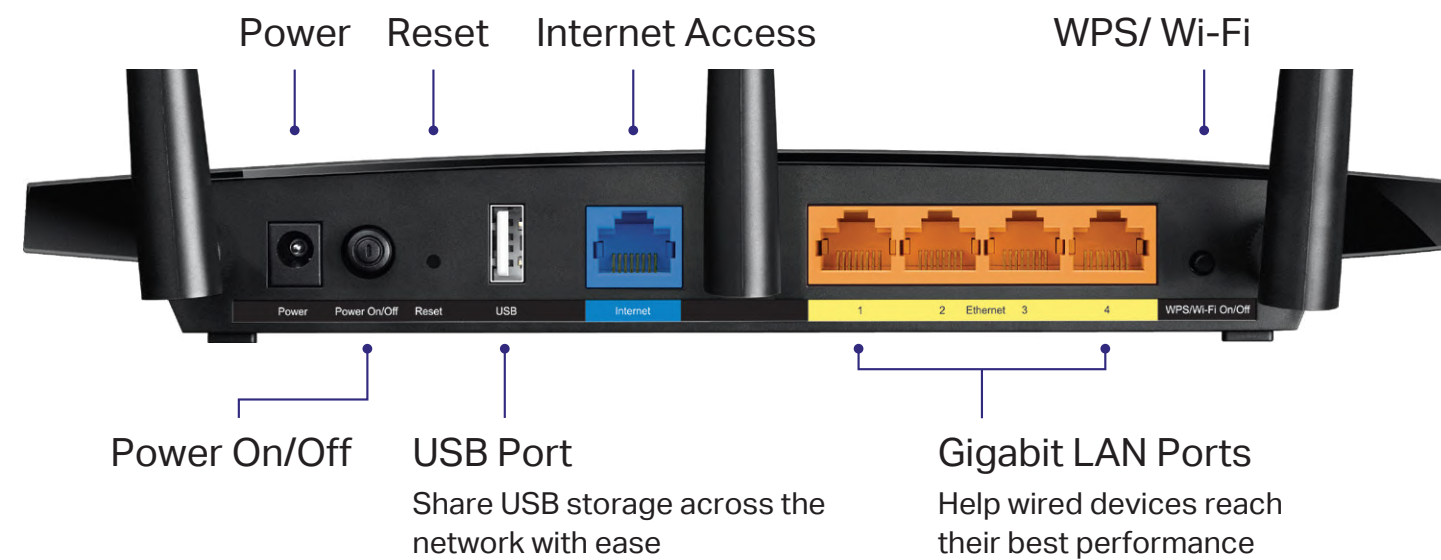 Power Reset Internet Access WPS/ Wi-Fi
Power Power On/Off Reset USB Internet 1 2 Ethernet 3 4 WPS/Wi-Fi On/Off
Power On/Off
USB Port
Share USB storage across the
network with ease
Gigabit LAN Ports
Help wired devices reach
their best performance